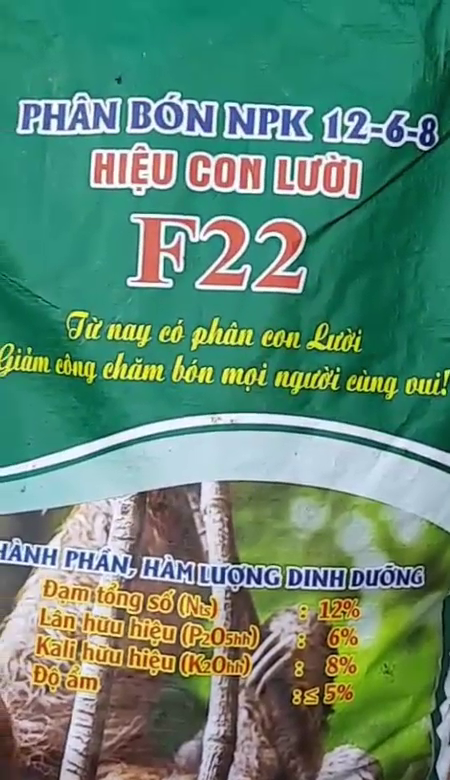 PHÂN BÓN NPK 12-6-8
HIỆU CON LƯỜI
F22
Từ nay có phân con Lười
Giảm công chăm bón mọi người cùng vui!
HÀNH PHẦN, HÀM LƯỢNG DINH DƯỠNG
Đạm tổng số (Nts) : 12%
Lân hữu hiệu (P2O5hh) : 6%
Kali hữu hiệu (K2Ohh) : 8%
Độ ẩm :≤ 5%